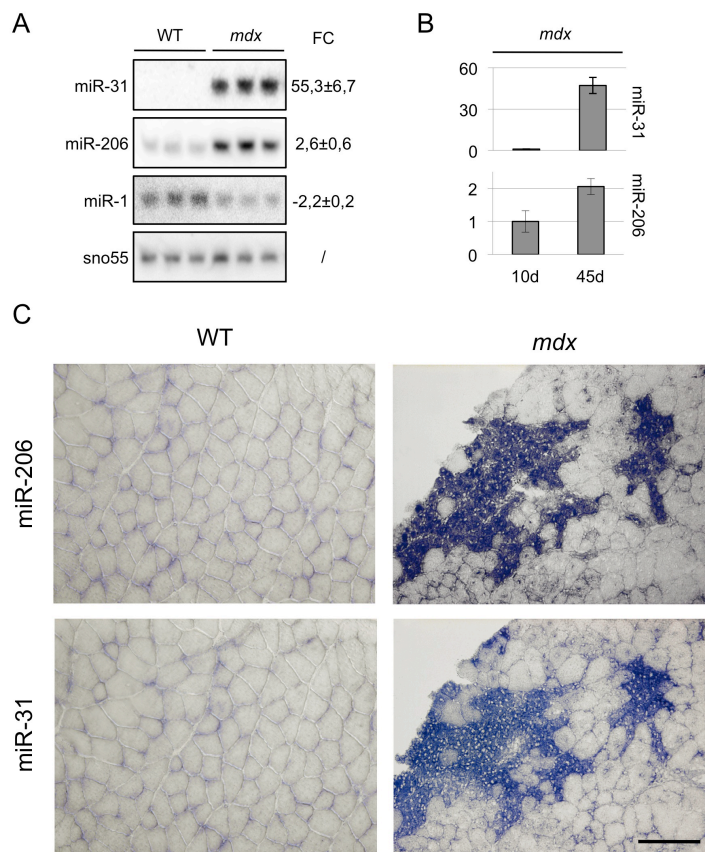 A
WT mdx FC
miR-31 55,3±6,7
miR-206 2,6±0,6
miR-1 -2,2±0,2
sno55 /
B
mdx
60
30
0
miR-31
2
1
0
miR-206
10d 45d
C
WT mdx
miR-206
miR-31